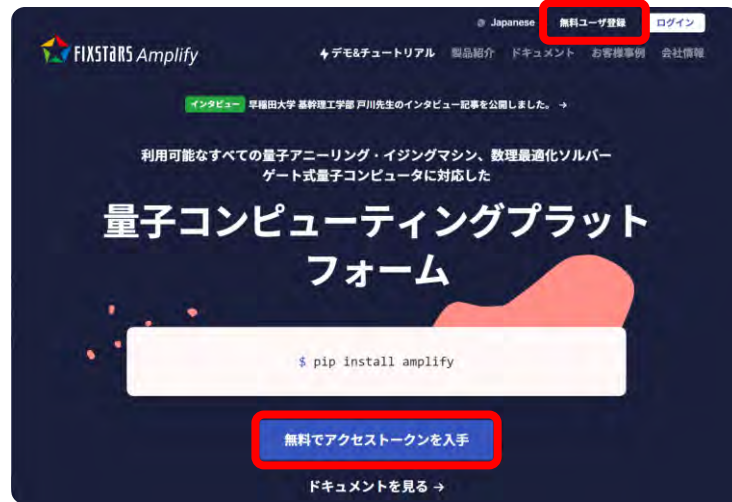 Japanese 無料ユーザ登録 ログイン
FIXSTARS Amplify デモ&チュートリアル 製品紹介 ドキュメント お客様事例 会社情報
インタビュー 早稲田大学 基幹理工学部 戸川先生のインタビュー記事を公開しました。 →
利用可能なすべての量子アニーリング・イジングマシン、数理最適化ソルバー
ゲート式量子コンピュータに対応した
量子コンピューティングプラット
フォーム
$ pip install amplify
無料でアクセストークンを入手
ドキュメントを見る →